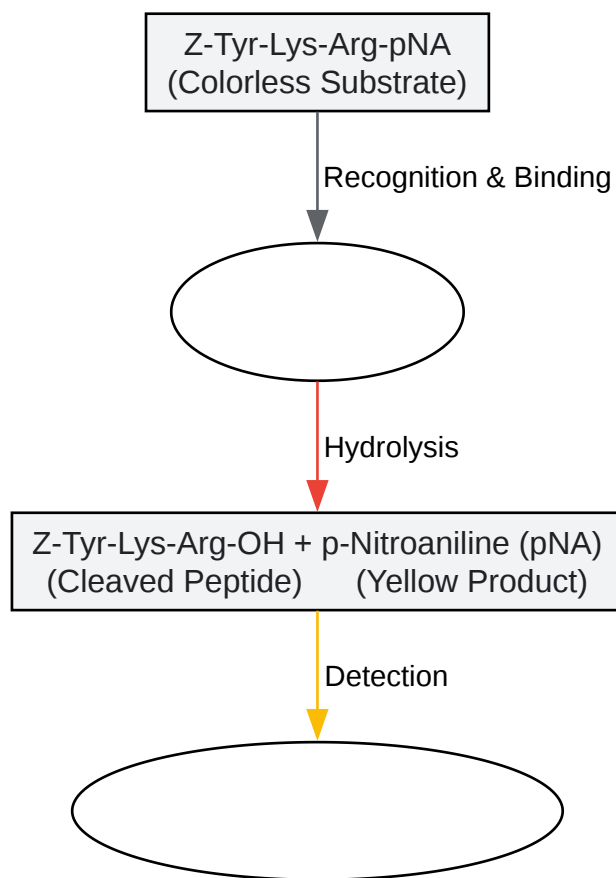 Z-Tyr-Lys-Arg-pNA
(Colorless Substrate)
Recognition & Binding
Hydrolysis
Z-Tyr-Lys-Arg-OH + p-Nitroaniline (pNA)
(Cleaved Peptide) (Yellow Product)
Detection